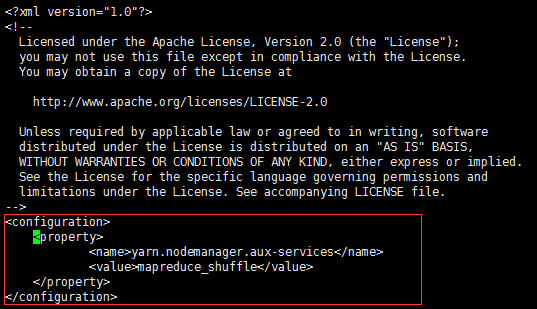 <?xml version="1.0"?>
<!--
Licensed under the Apache License, Version 2.0 (the "License");
you may not use this file except in compliance with the License.
You may obtain a copy of the License at
http://www.apache.org/licenses/LICENSE-2.0
Unless required by applicable law or agreed to in writing, software
distributed under the License is distributed on an "AS IS" BASIS,
WITHOUT WARRANTIES OR CONDITIONS OF ANY KIND, either express or implied.
See the License for the specific language governing permissions and
limitations under the License. See accompanying LICENSE file.
-->
<configuration>
<property>
<name>yarn.nodemanager.aux-services</name>
<value>mapreduce_shuffle</value>
</property>
</configuration>